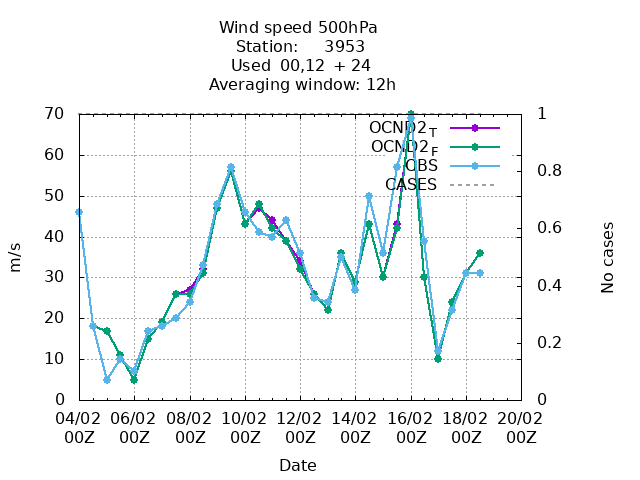 Wind speed 500hPa
Station: 3953
Used 00,12 + 24
Averaging window: 12h
70
60
50
40
30
20
10
0
m/s
1
0.8
0.6
0.4
0.2
0
No cases
OCND2T
OCND2F
OBS
CASES
04/02 06/02 08/02 10/02 12/02 14/02 16/02 18/02 20/02
00Z 00Z 00Z 00Z 00Z 00Z 00Z 00Z 00Z
Date